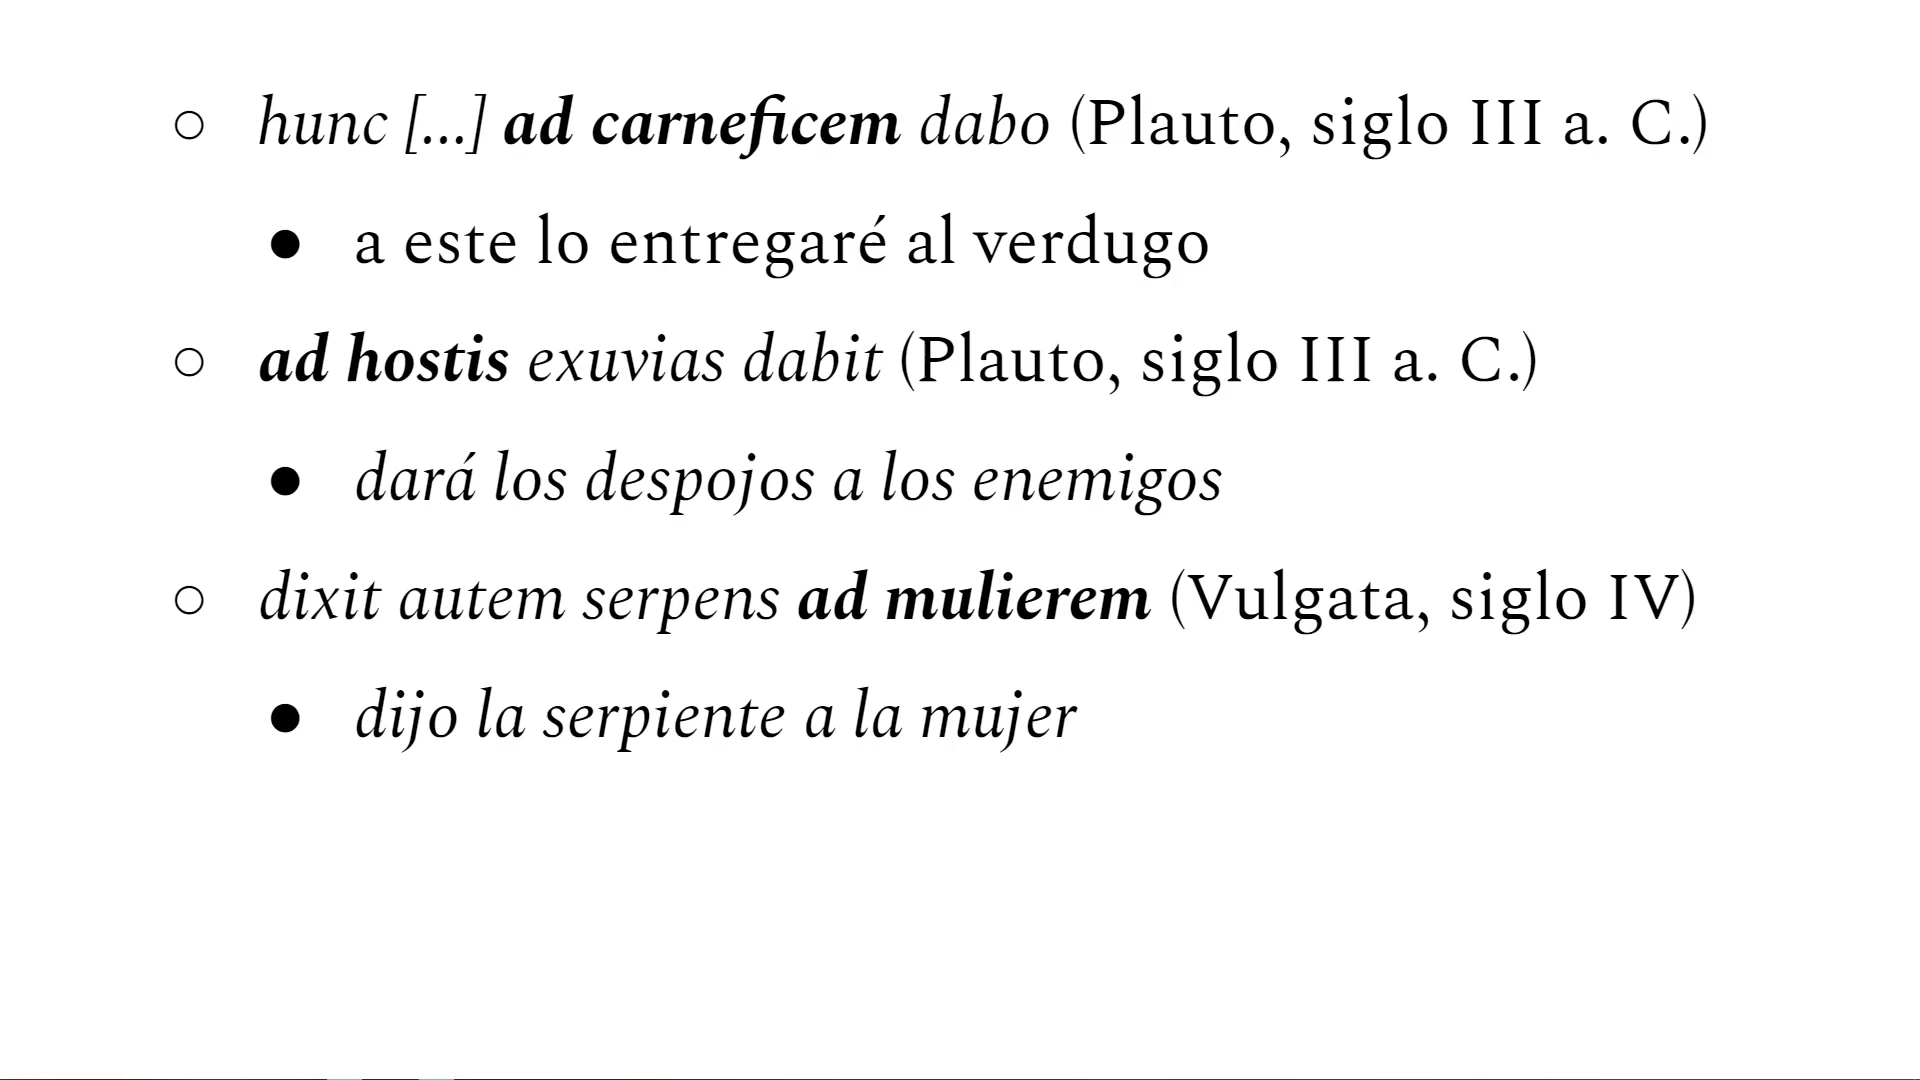 ○ hunc [...] ad carneficem dabo (Plauto, siglo III a. C.)
● a este lo entregaré al verdugo
○ ad hostis exuvias dabit (Plauto, siglo III a. C.)
● dará los despojos a los enemigos
○ dixit autem serpens ad mulierem (Vulgata, siglo IV)
● dijo la serpiente a la mujer